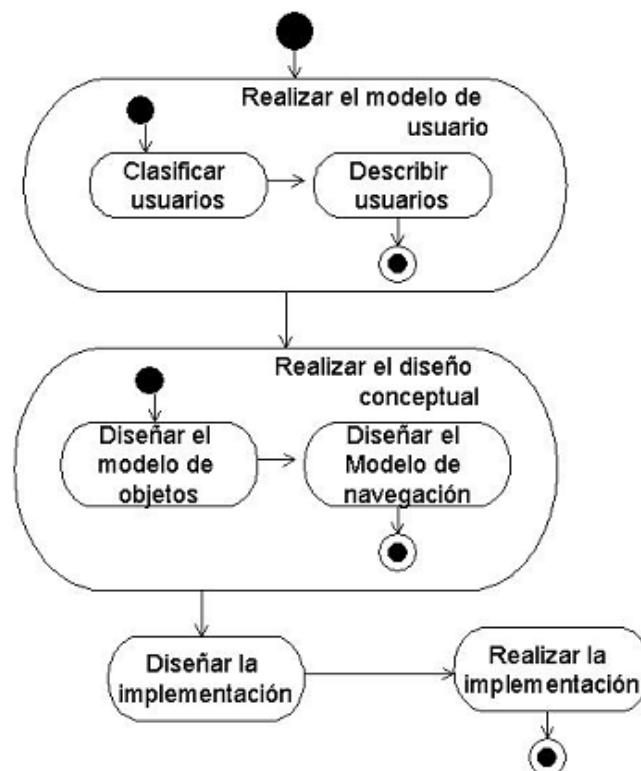 Realizar el modelo de
usuario
Clasificar
usuarios
Describir
usuarios
Realizar el diseño
conceptual
Diseñar el
modelo de
objetos
Diseñar el
Modelo de
navegación
Diseñar la
implementación
Realizar la
implementación